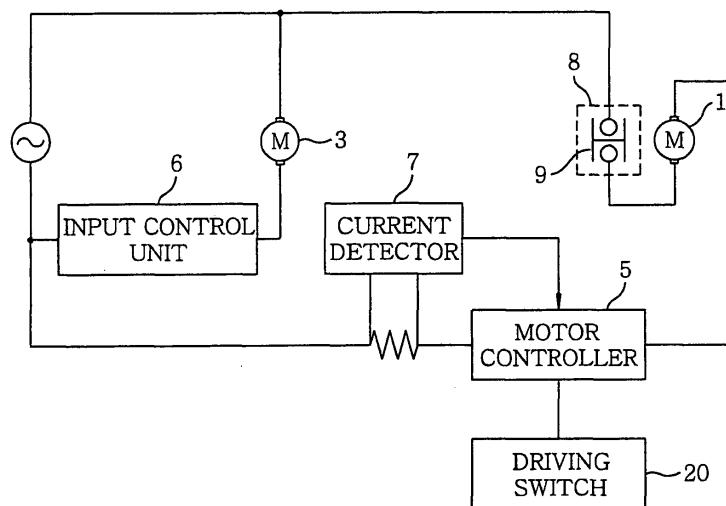 8
1
M
3
M
9
6
7
INPUT CONTROL
UNIT
CURRENT
DETECTOR
5
MOTOR
CONTROLLER
DRIVING
SWITCH
20